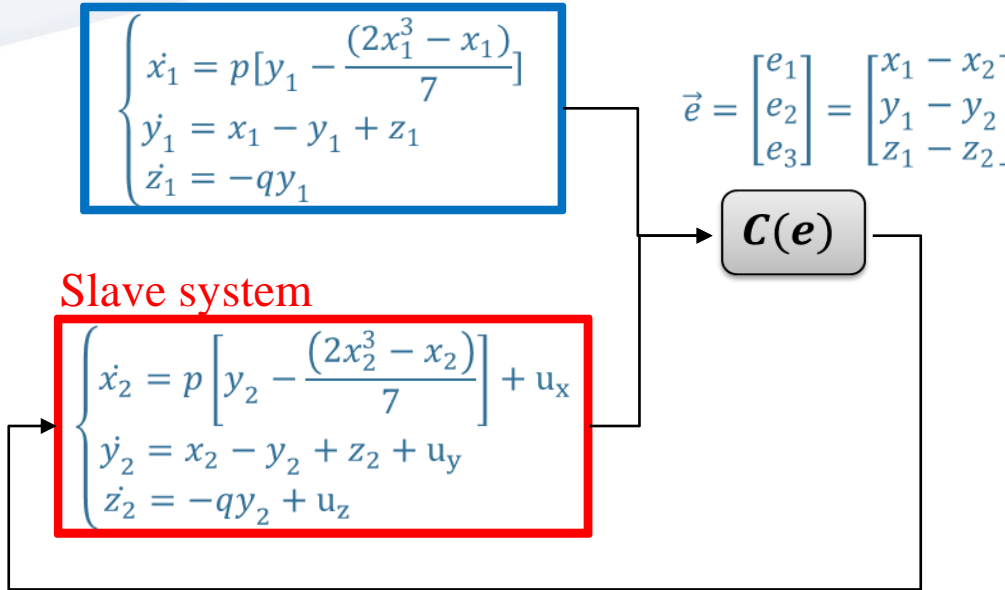 ẋ₁ = p[y₁ − (2x₁³ − x₁)/7]
ẏ₁ = x₁ − y₁ + z₁
ż₁ = −qy₁
e⃗ = [e₁ e₂ e₃] = [x₁ − x₂ y₁ − y₂ z₁ − z₂]
C(e)
Slave system
ẋ₂ = p[y₂ − (2x₂³ − x₂)/7] + uₓ
ẏ₂ = x₂ − y₂ + z₂ + u_y
ż₂ = −qy₂ + u_z